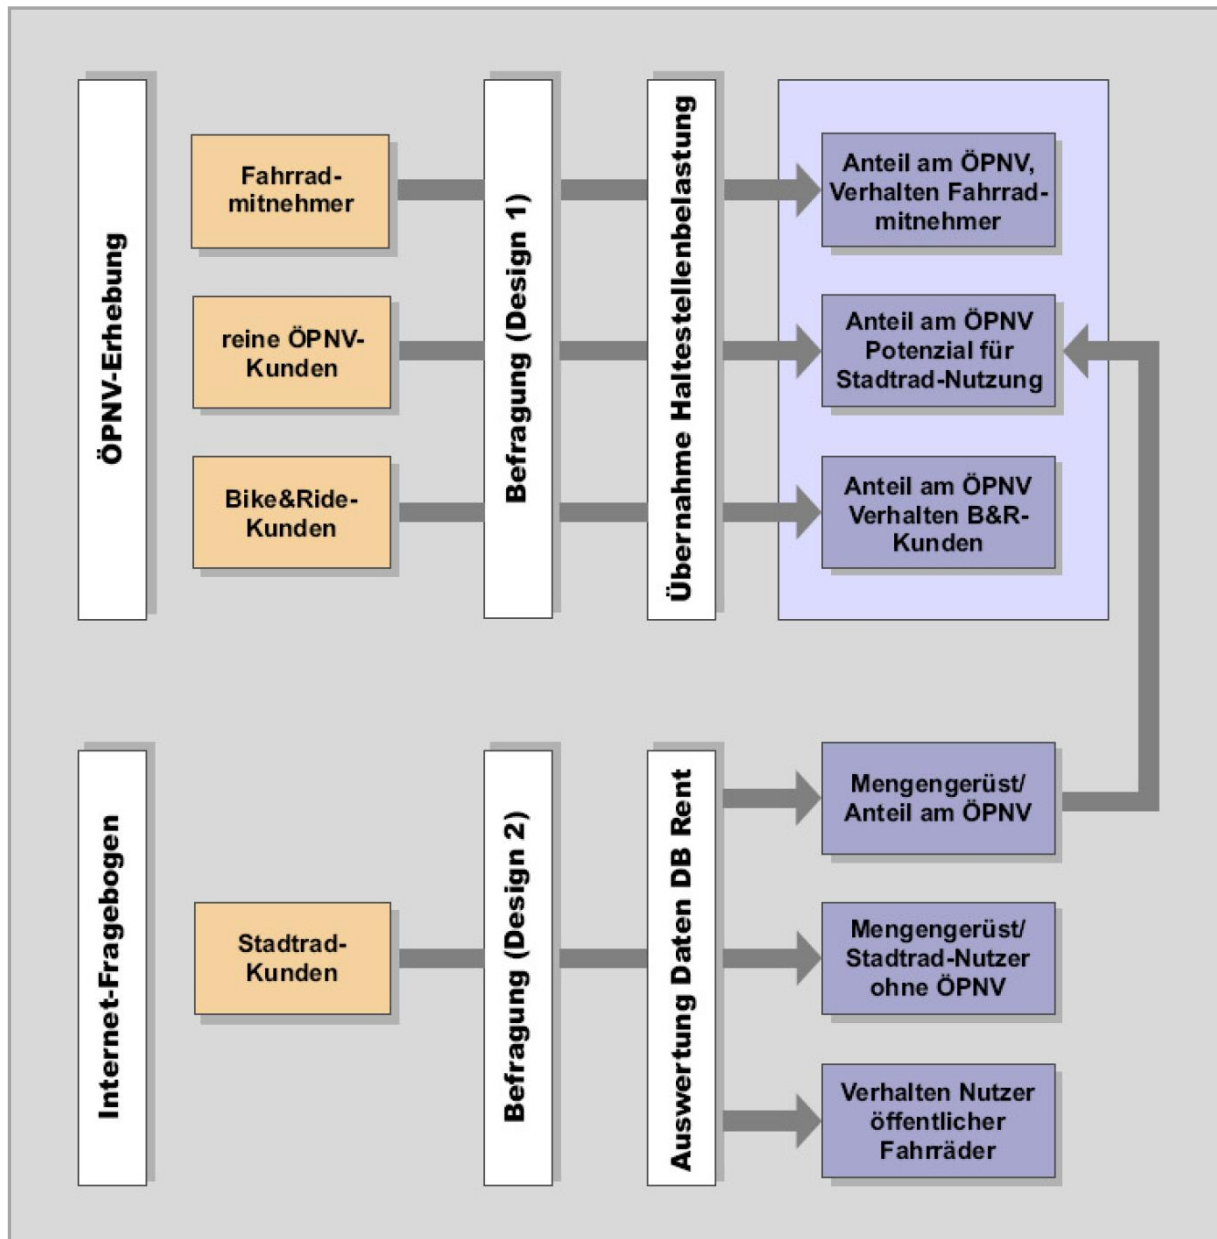 ÖPNV-Erhebung
Fahrrad-
mitnehmer
reine ÖPNV-
Kunden
Bike&Ride-
Kunden
Befragung (Design 1)
Übernahme Haltestellenbelastung
Anteil am ÖPNV,
Verhalten Fahrrad-
mitnehmer
Anteil am ÖPNV
Potenzial für
Stadtrad-Nutzung
Anteil am ÖPNV
Verhalten B&R-
Kunden
Internet-Fragebogen
Stadtrad-
Kunden
Befragung (Design 2)
Auswertung Daten DB Rent
Mengengerüst/
Anteil am ÖPNV
Mengengerüst/
Stadtrad-Nutzer
ohne ÖPNV
Verhalten Nutzer
öffentlicher
Fahrräder